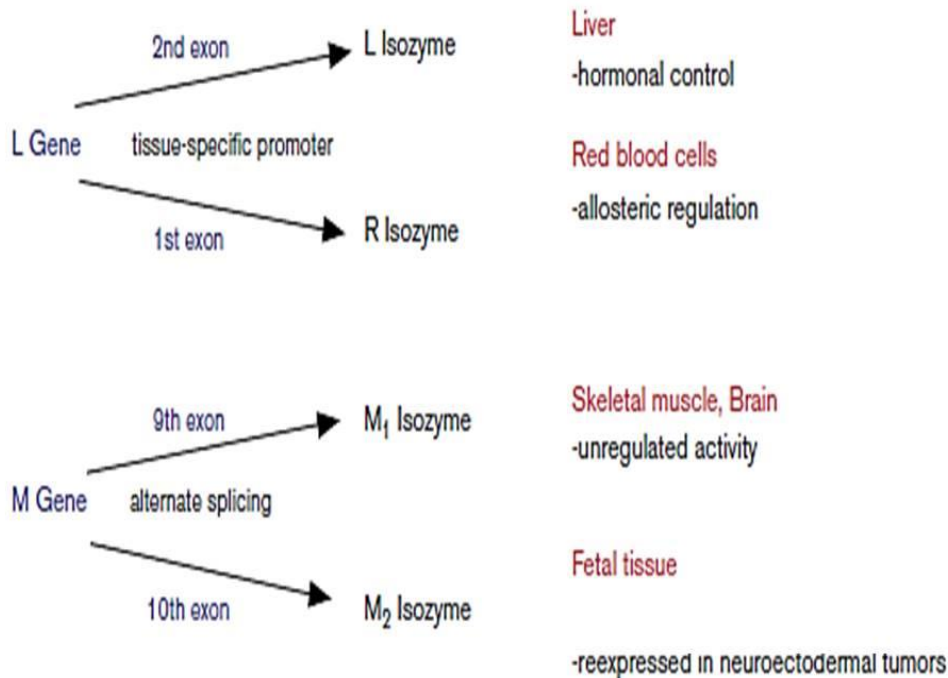 2nd exon
L Isozyme
Liver
-hormonal control
L Gene
tissue-specific promoter
Red blood cells
-allosteric regulation
1st exon
R Isozyme
9th exon
M1 Isozyme
Skeletal muscle, Brain
-unregulated activity
M Gene
alternate splicing
Fetal tissue
10th exon
M2 Isozyme
-reexpressed in neuroectodermal tumors